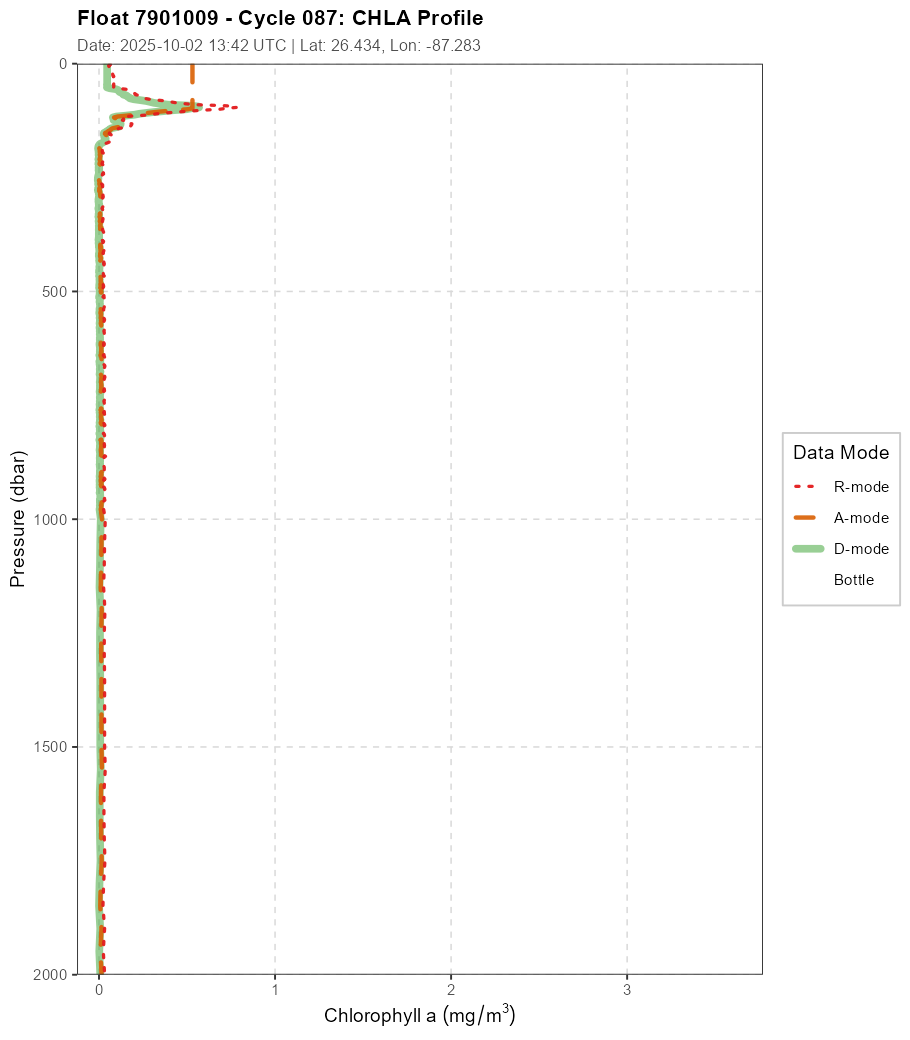 Float 7901009 - Cycle 087: CHLA Profile
Date: 2025-10-02 13:42 UTC | Lat: 26.434, Lon: -87.283
0
500
1000
1500
2000
Pressure (dbar)
0 1 2 3
Chlorophyll a (mg/m³)
Data Mode
R-mode
A-mode
D-mode
Bottle